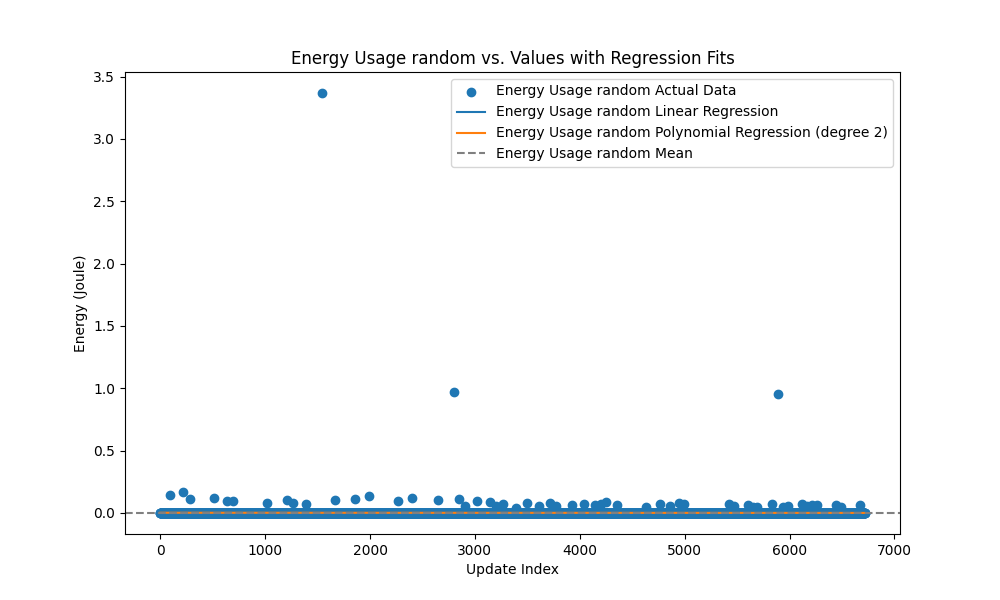 Energy Usage random vs. Values with Regression Fits
Energy Usage random Actual Data
Energy Usage random Linear Regression
Energy Usage random Polynomial Regression (degree 2)
Energy Usage random Mean
Energy (Joule)
3.5
3.0
2.5
2.0
1.5
1.0
0.5
0.0
0 1000 2000 3000 4000 5000 6000 7000
Update Index